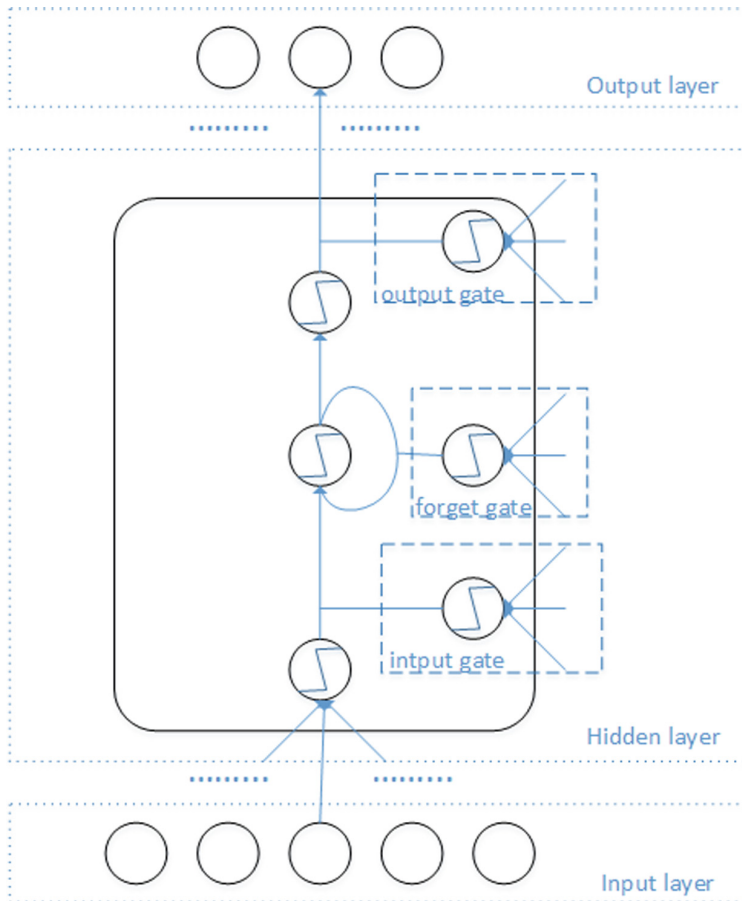 Output layer
output gate
forget gate
intput gate
Hidden layer
Input layer